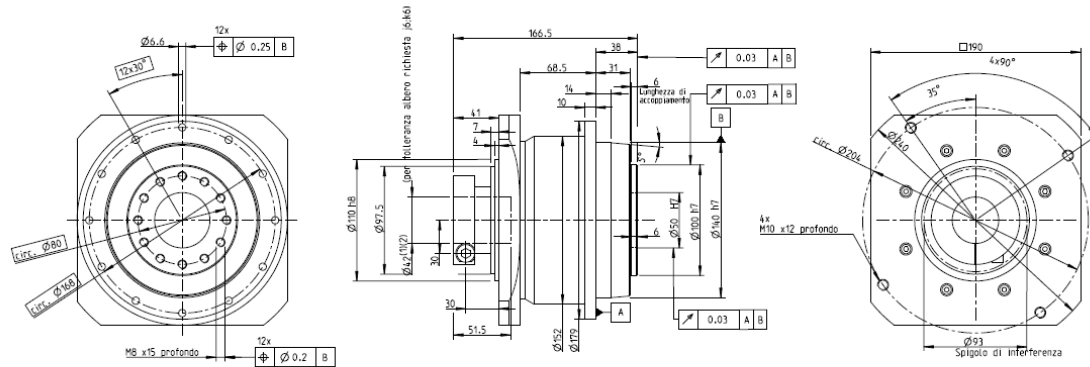 12x
Ø6.6
⌖ Ø 0.25 B
12x30°
circ. Ø80
circ. Ø168
M8 x15 profondo
12x
⌖ Ø 0.2 B
166.5
38
↗ 0.03 A B
68.5
31
6
14
Lunghezza di
accoppiamento
↗ 0.03 A B
10
B
41
7
4
(per tolleranza albero richiesta j6;k6)
5°
Ø110 h8
Ø97.5
Ø42(1)(2)
30
Ø50 H7
6
Ø100 h7
Ø140 h7
30
51.5
Ø152
Ø179
A
↗ 0.03 A B
□190
4x90°
35°
Ø240
circ. Ø204
4x
M10 x12 profondo
Ø93
Spigolo di interferenza